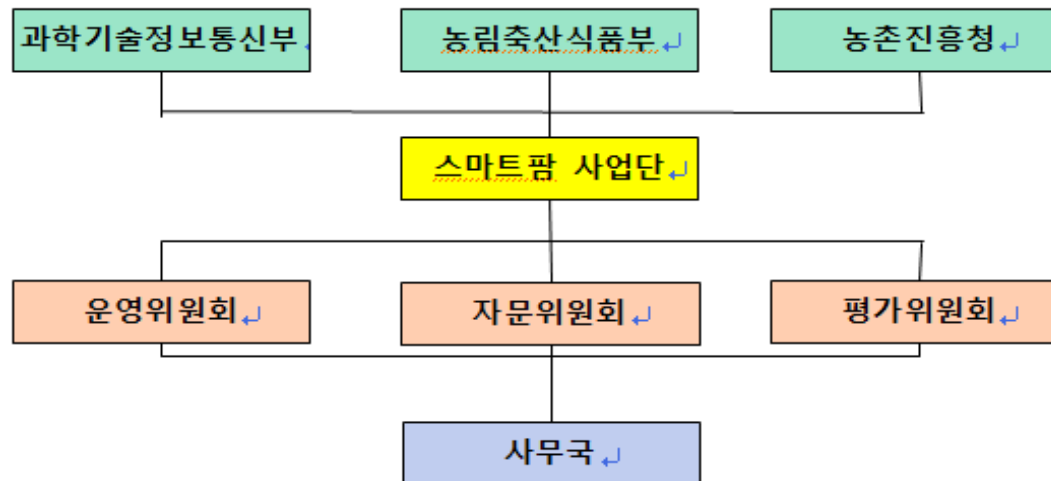 과학기술정보통신부
농림축산식품부
농촌진흥청
스마트팜 사업단
운영위원회
자문위원회
평가위원회
사무국